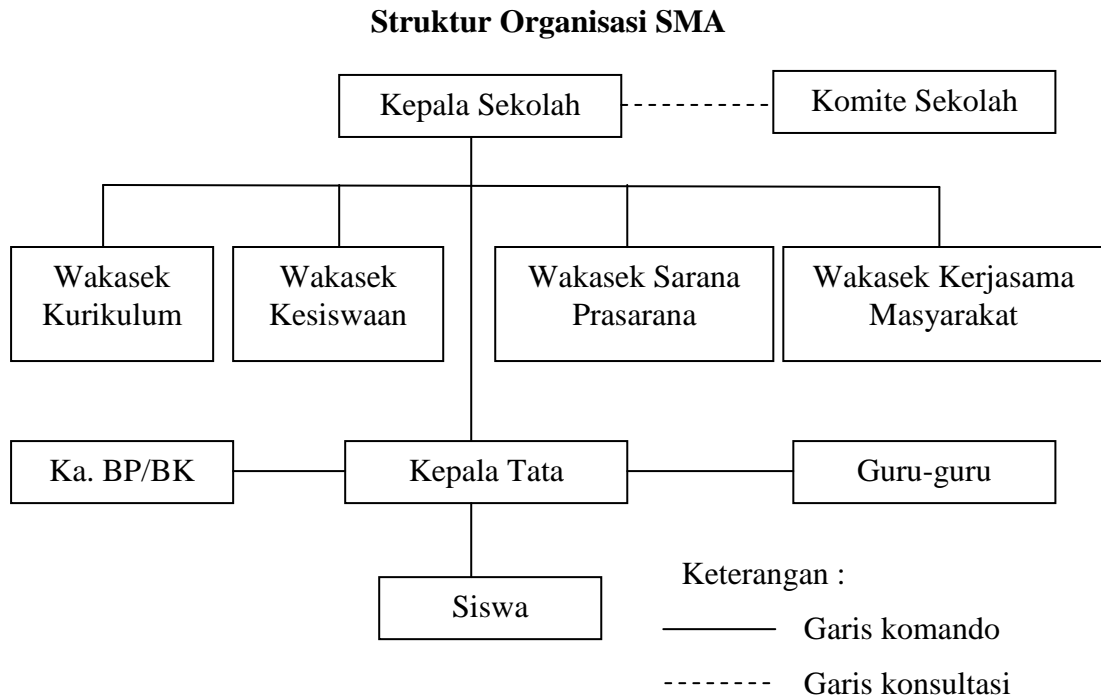 Struktur Organisasi SMA
Kepala Sekolah
Komite Sekolah
Wakasek
Kurikulum
Wakasek
Kesiswaan
Wakasek Sarana
Prasarana
Wakasek Kerjasama
Masyarakat
Ka. BP/BK
Kepala Tata
Guru-guru
Siswa
Keterangan :
Garis komando
Garis konsultasi